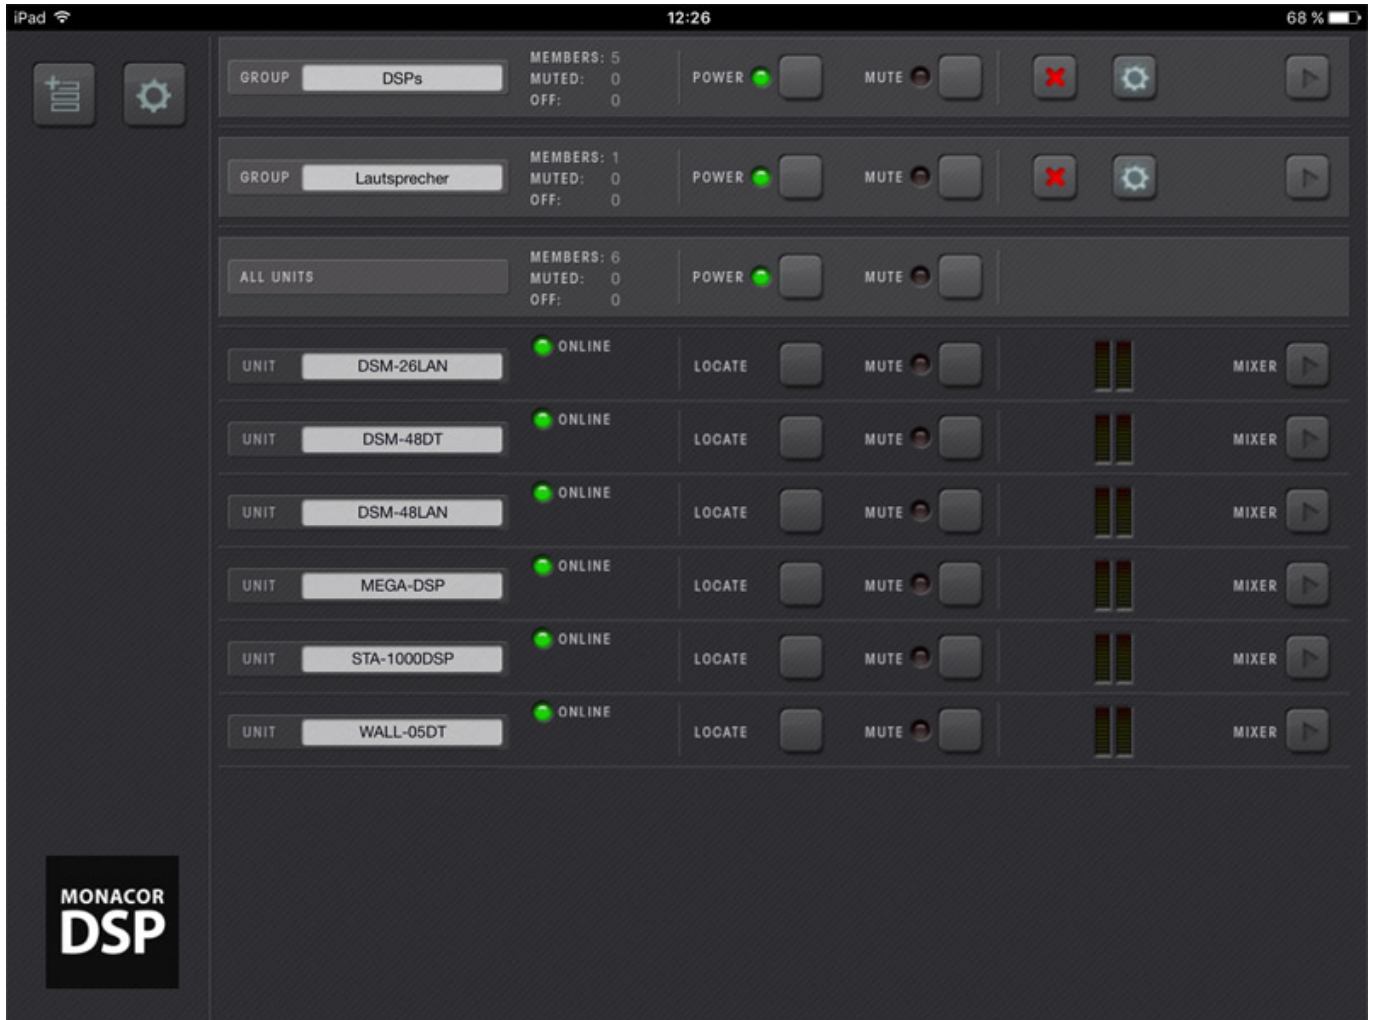 iPad 12:26 68 %
GROUP DSPs MEMBERS: 5 POWER MUTE
MUTED: 0
OFF: 0
GROUP Lautsprecher MEMBERS: 1 POWER MUTE
MUTED: 0
OFF: 0
ALL UNITS MEMBERS: 6 POWER MUTE
MUTED: 0
OFF: 0
UNIT DSM-26LAN ONLINE LOCATE MUTE MIXER
UNIT DSM-48DT ONLINE LOCATE MUTE MIXER
UNIT DSM-48LAN ONLINE LOCATE MUTE MIXER
UNIT MEGA-DSP ONLINE LOCATE MUTE MIXER
UNIT STA-1000DSP ONLINE LOCATE MUTE MIXER
UNIT WALL-05DT ONLINE LOCATE MUTE MIXER
MONACOR
DSP